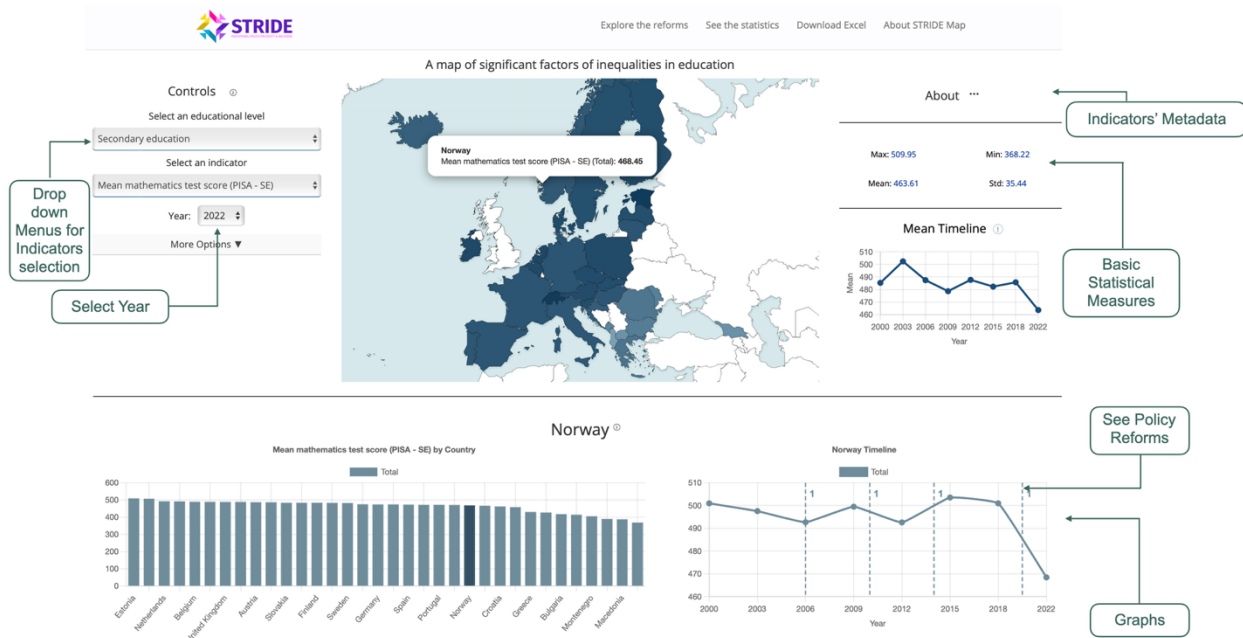 STRIDE
Explore the reforms See the statistics Download Excel About STRIDE Map
A map of significant factors of inequalities in education
Controls
Select an educational level
Secondary education
Select an indicator
Mean mathematics test score (PISA - SE)
Year: 2022
More Options ▼
Drop
down
Menus for
Indicators
selection
Select Year
Norway
Mean mathematics test score (PISA - SE) (Total): 468.45
About ...
Max: 509.95 Min: 368.22
Mean: 463.61 Std: 35.44
Mean Timeline
510
500
490
480
470
460
Mean
2000 2003 2006 2009 2012 2015 2018 2022
Year
Indicators' Metadata
Basic
Statistical
Measures
Norway
Mean mathematics test score (PISA - SE) by Country
Total
600
500
400
300
200
100
0
Estonia
Netherlands
Belgium
United Kingdom
Austria
Slovakia
Finland
Sweden
Germany
Spain
Portugal
Norway
Croatia
Greece
Bulgaria
Montenegro
Macedonia
Norway Timeline
Total
510
500
490
480
470
460
1 1 1 1
2000 2003 2006 2009 2012 2015 2018 2022
Year
See Policy
Reforms
Graphs